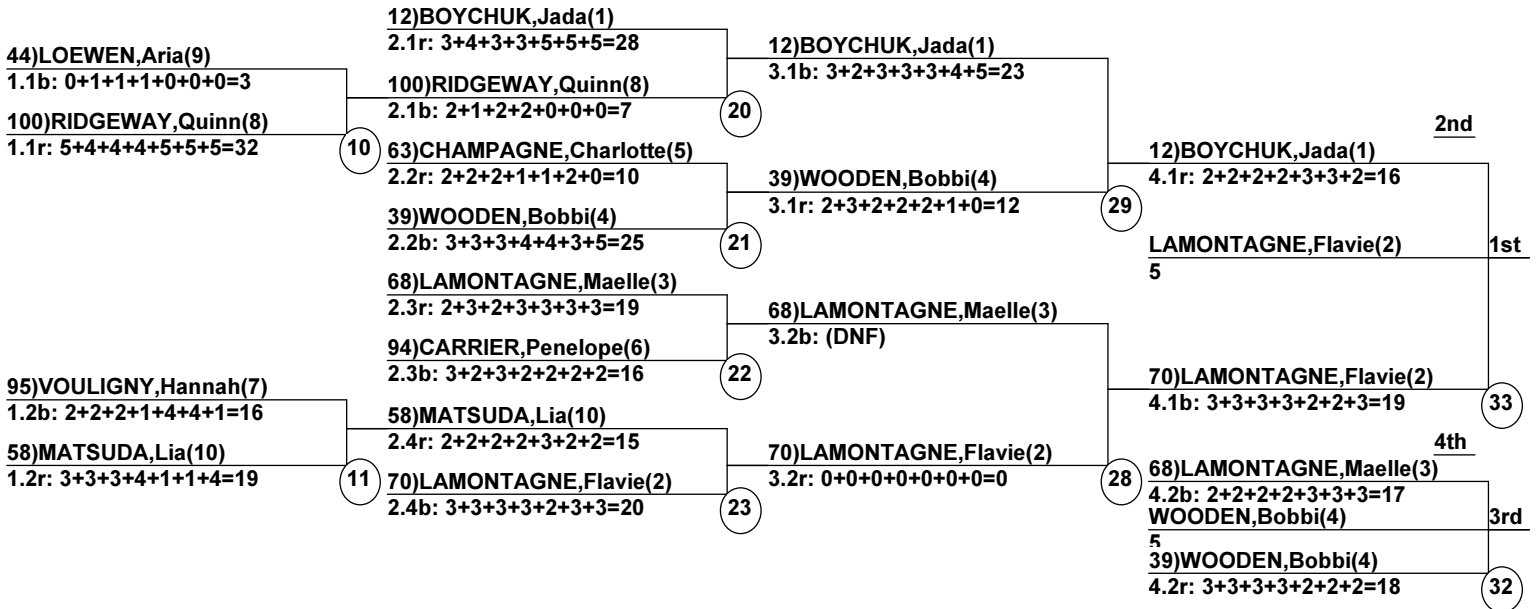 44)LOEWEN,Aria(9)
1.1b: 0+1+1+1+0+0+0=3
100)RIDGEWAY,Quinn(8)
1.1r: 5+4+4+4+5+5+5=32
10
95)VOULIGNY,Hannah(7)
1.2b: 2+2+2+1+4+4+1=16
58)MATSUDA,Lia(10)
1.2r: 3+3+3+4+1+1+4=19
11
12)BOYCHUK,Jada(1)
2.1r: 3+4+3+3+5+5+5=28
100)RIDGEWAY,Quinn(8)
2.1b: 2+1+2+2+0+0+0=7
20
63)CHAMPAGNE,Charlotte(5)
2.2r: 2+2+2+1+1+2+0=10
39)WOODEN,Bobbi(4)
2.2b: 3+3+3+4+4+3+5=25
21
68)LAMONTAGNE,Maelle(3)
2.3r: 2+3+2+3+3+3+3=19
94)CARRIER,Penelope(6)
2.3b: 3+2+3+2+2+2+2=16
22
58)MATSUDA,Lia(10)
2.4r: 2+2+2+2+3+2+2=15
70)LAMONTAGNE,Flavie(2)
2.4b: 3+3+3+3+2+3+3=20
23
12)BOYCHUK,Jada(1)
3.1b: 3+2+3+3+3+4+5=23
39)WOODEN,Bobbi(4)
3.1r: 2+3+2+2+2+1+0=12
29
68)LAMONTAGNE,Maelle(3)
3.2b: (DNF)
70)LAMONTAGNE,Flavie(2)
3.2r: 0+0+0+0+0+0+0=0
28
2nd
12)BOYCHUK,Jada(1)
4.1r: 2+2+2+2+3+3+2=16
LAMONTAGNE,Flavie(2) 1st
5
70)LAMONTAGNE,Flavie(2)
4.1b: 3+3+3+3+2+2+3=19
33
4th
68)LAMONTAGNE,Maelle(3)
4.2b: 2+2+2+2+3+3+3=17
WOODEN,Bobbi(4) 3rd
5
39)WOODEN,Bobbi(4)
4.2r: 3+3+3+3+2+2+2=18
32